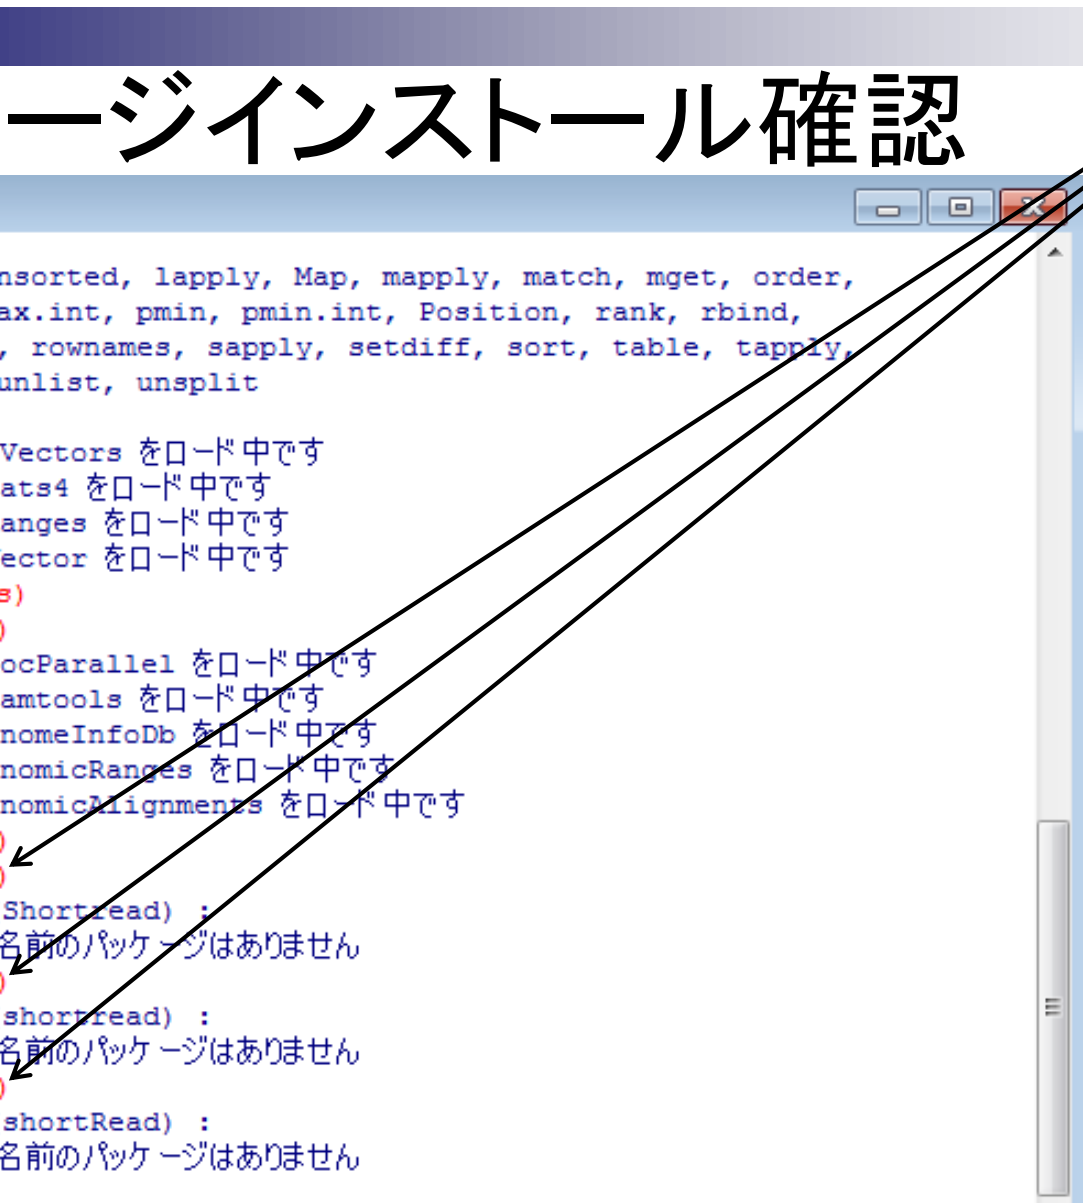 ージインストール確認
nsorted, lapply, Map, mapply, match, mget, order,
ax.int, pmin, pmin.int, Position, rank, rbind,
, rownames, sapply, setdiff, sort, table, tapply,
unlist, unsplit
Vectors をロード中です
ats4 をロード中です
anges をロード中です
ector をロード中です
s)
)
ocParallel をロード中です
amtools をロード中です
nomeInfoDb をロード中です
nomicRanges をロード中です
nomicAlignments をロード中です
)
)
Shortread) :
名前のパッケージはありません
)
shortread) :
名前のパッケージはありません
)
shortRead) :
名前のパッケージはありません